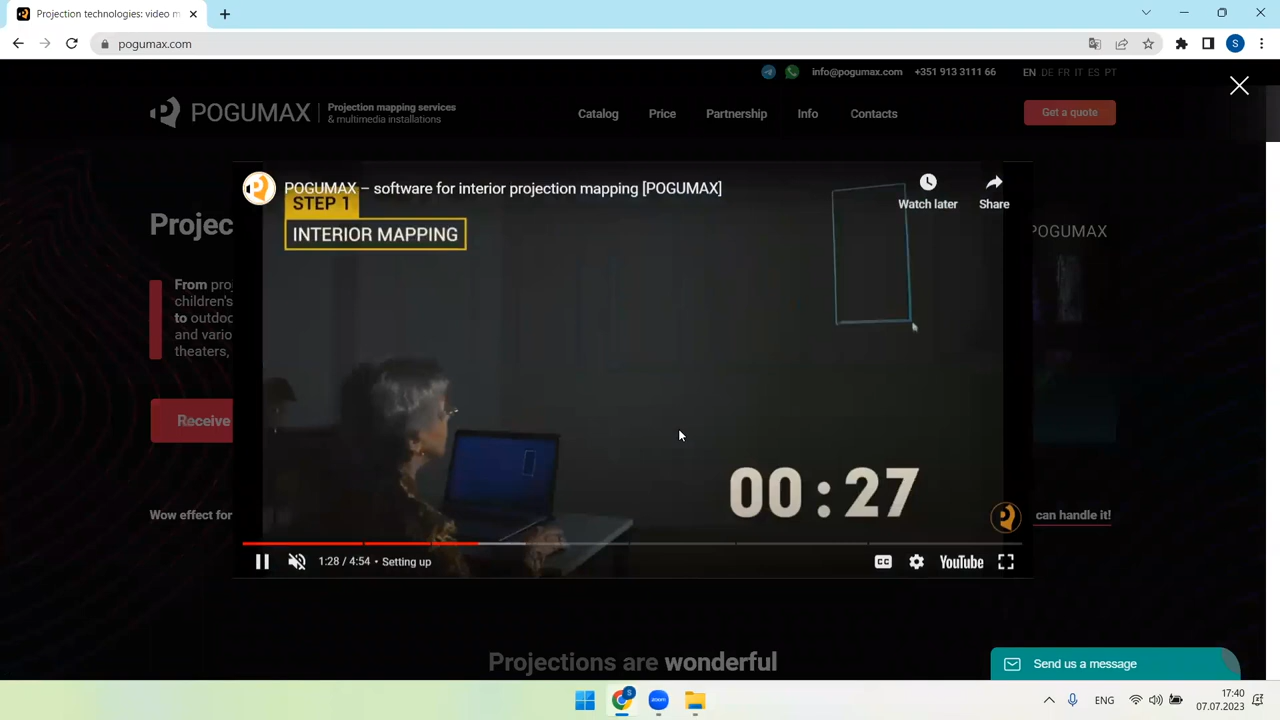 Projection technologies: video m
pogumax.com
S
info@pogumax.com +351 913 3111 66 EN DE FR IT ES PT
POGUMAX
Projection mapping services
& multimedia installations
Catalog Price Partnership Info Contacts
Get a quote
POGUMAX – software for interior projection mapping [POGUMAX]
Watch later
Share
STEP 1
INTERIOR MAPPING
Projec
POGUMAX
From pro
children's
to outdoo
and vario
theaters,
Receive
00:27
Wow effect for
can handle it!
1:28 / 4:54 • Setting up
CC
YouTube
Projections are wonderful
Send us a message
zoom
ENG
17:40
07.07.2023